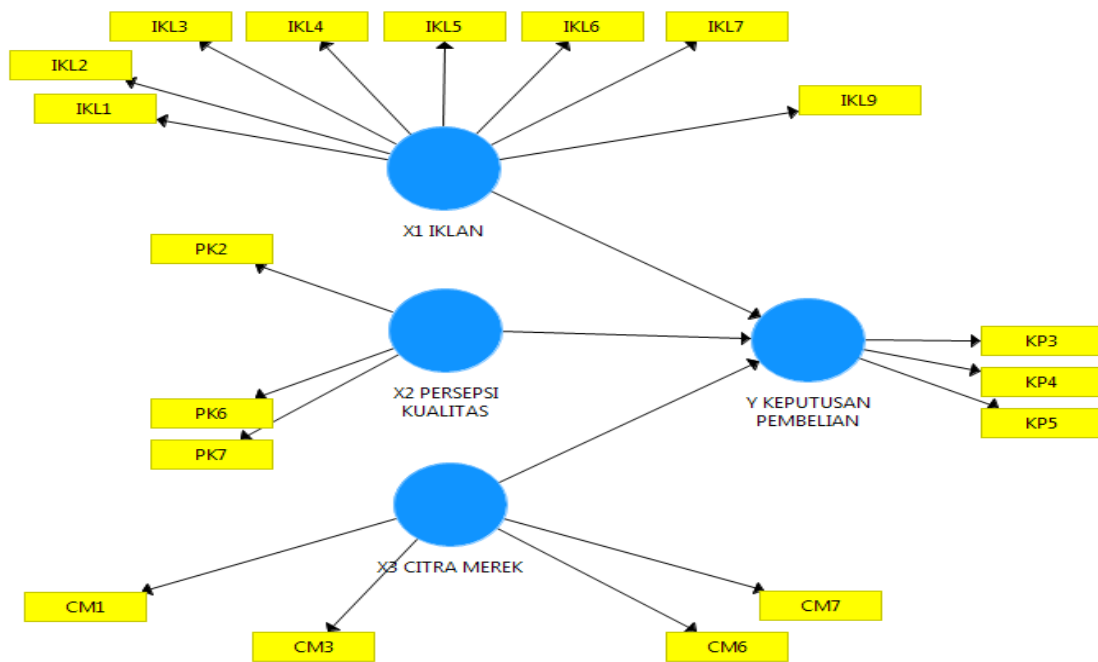 IKL3
IKL4
IKL5
IKL6
IKL7
IKL2
IKL1
IKL9
X1 IKLAN
PK2
X2 PERSEPSI
KUALITAS
PK6
PK7
Y KEPUTUSAN
PEMBELIAN
KP3
KP4
KP5
X3 CITRA MEREK
CM1
CM3
CM6
CM7